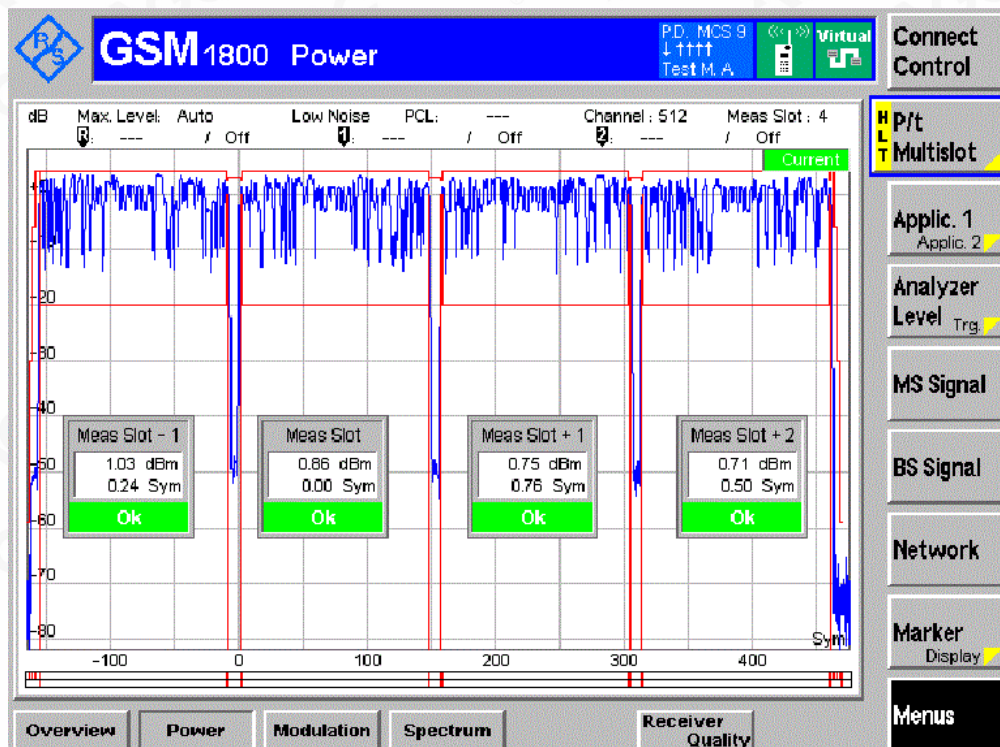 R S
GSM 1800 Power
P.D. MCS 9
Test M. A.
Virtual
Connect Control
dB Max. Level: Auto Low Noise PCL: --- Channel : 512 Meas Slot : 4
R: --- / Off 1: --- / Off 2: --- / Off
Current
H L T
P/t Multislot
Applic. 1
Applic. 2
Analyzer Level Trg.
MS Signal
BS Signal
Network
Marker
Display
Menus
-20
-30
-40
-50
-60
-70
-80
Meas Slot - 1
1.03 dBm
0.24 Sym
Ok
Meas Slot
0.86 dBm
0.00 Sym
Ok
Meas Slot + 1
0.75 dBm
0.76 Sym
Ok
Meas Slot + 2
0.71 dBm
0.50 Sym
Ok
Sym
-100 0 100 200 300 400
Overview Power Modulation Spectrum Receiver Quality